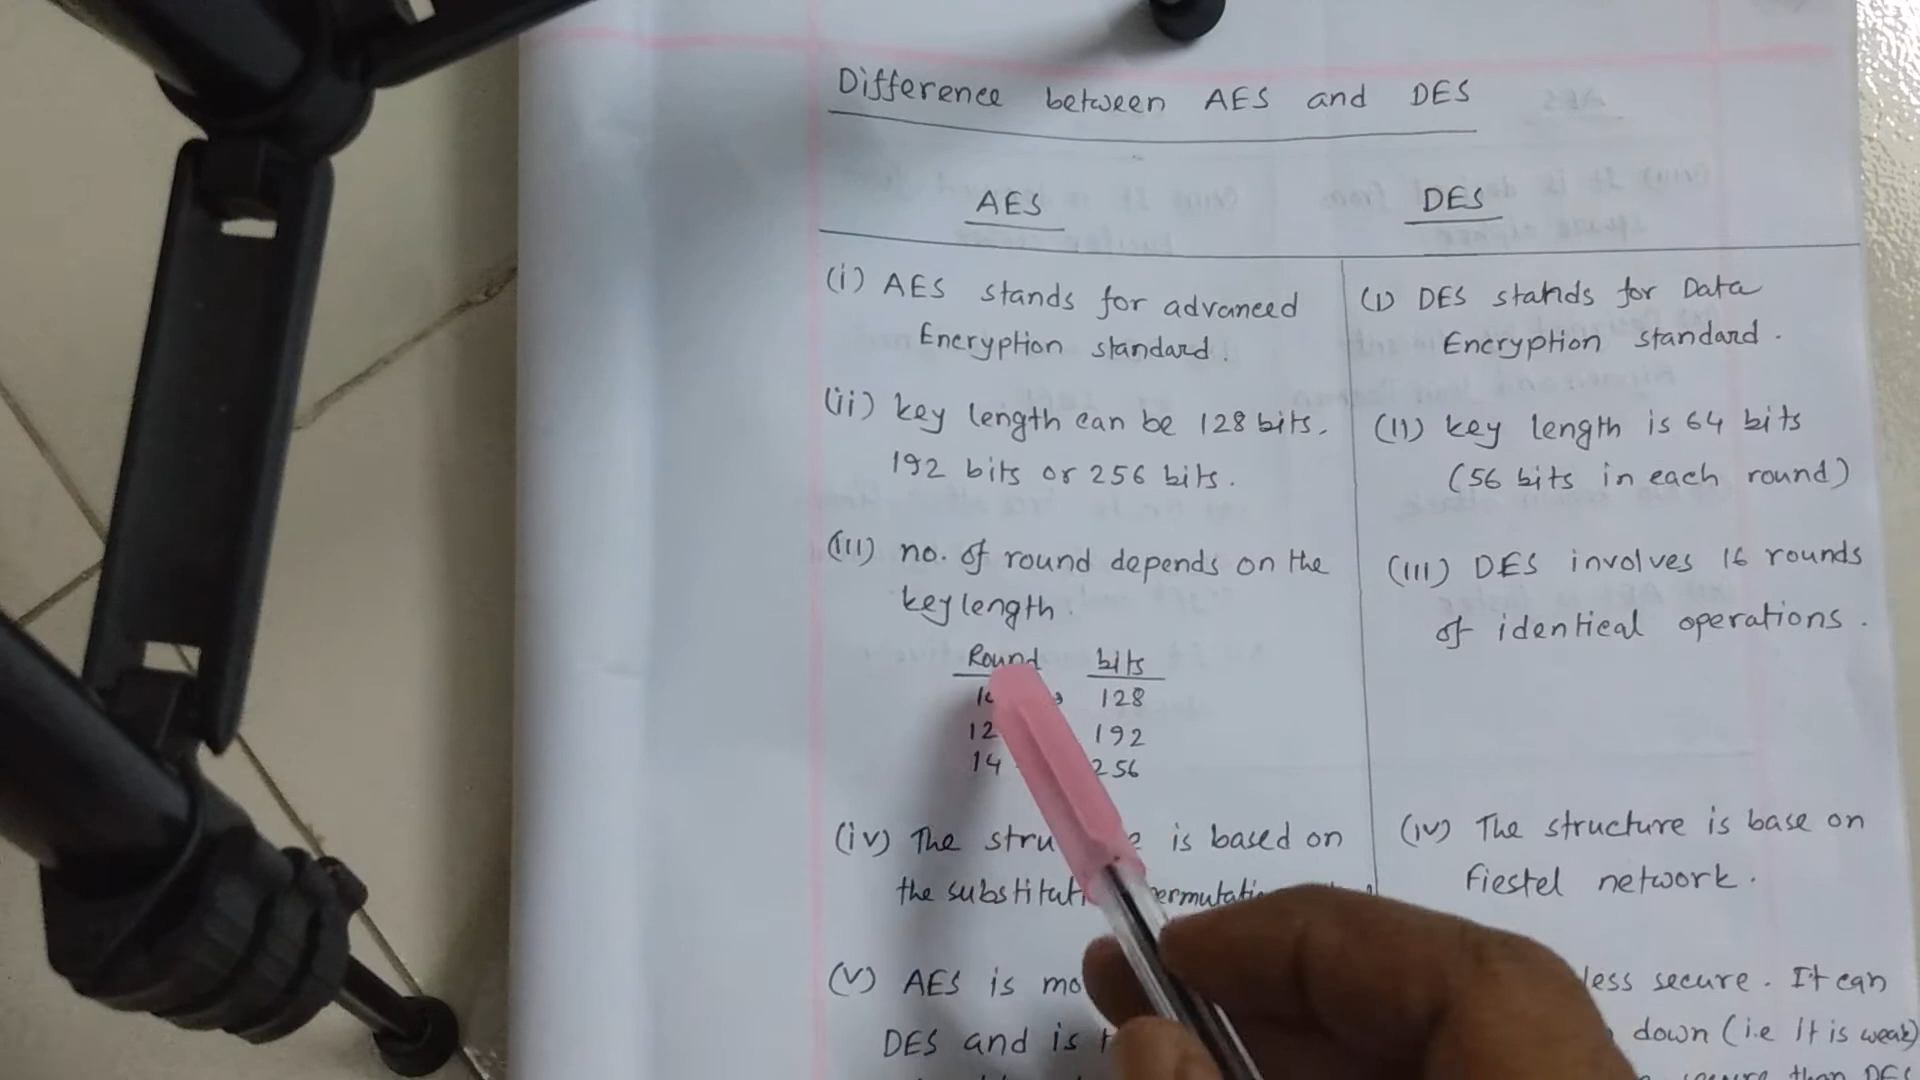 Difference between AES and DES
AES
(i) AES stands for advanced
Encryption standard.
(ii) key length can be 128 bits,
192 bits or 256 bits.
(III) no. of round depends on the
key length.
Round bits
128
12 192
14 256
(iv) The is based on
the
(V) AES is
DES and is
DES
(I) DES stands for Data
Encryption standard.
(II) key length is 64 bits
(56 bits in each round)
(III) DES involves 16 rounds
of identical operations.
(IV) The structure is base on
Fiestel network.
less secure. It can
down (i.e It is weak)
than DES